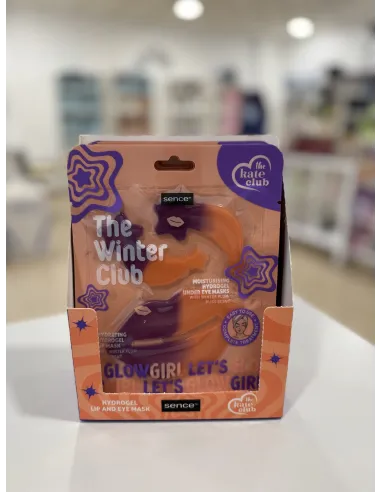 the
kate
club
sence
The
Winter
Club
MOISTURISING
HYDROGEL
UNDER EYE MASKS
GLOWGIRL LET'S
LET'S GLOWGIRL
HYDROGEL
LIP AND EYE MASK
sence
the
kate
club